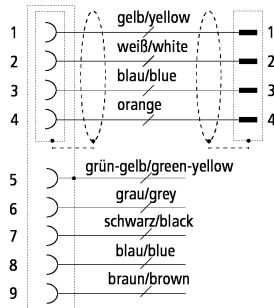 1 gelb/yellow 1
2 weiß/white 2
3 blau/blue 3
4 orange 4
5 grün-gelb/green-yellow
6 grau/grey
7 schwarz/black
8 blau/blue
9 braun/brown